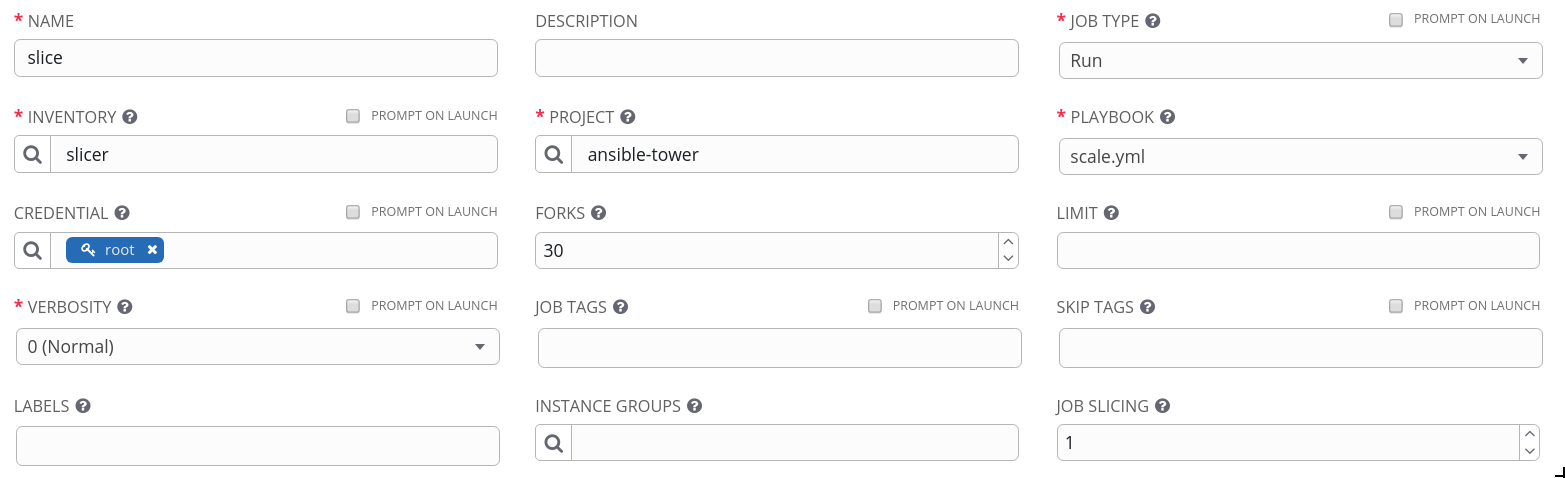 * NAME
DESCRIPTION
* JOB TYPE ? PROMPT ON LAUNCH
slice
Run
* INVENTORY ? PROMPT ON LAUNCH
* PROJECT ?
* PLAYBOOK ?
slicer
ansible-tower
scale.yml
CREDENTIAL ? PROMPT ON LAUNCH
FORKS ?
LIMIT ? PROMPT ON LAUNCH
root
30
* VERBOSITY ? PROMPT ON LAUNCH
JOB TAGS ? PROMPT ON LAUNCH
SKIP TAGS ? PROMPT ON LAUNCH
0 (Normal)
LABELS ?
INSTANCE GROUPS ?
JOB SLICING ?
1